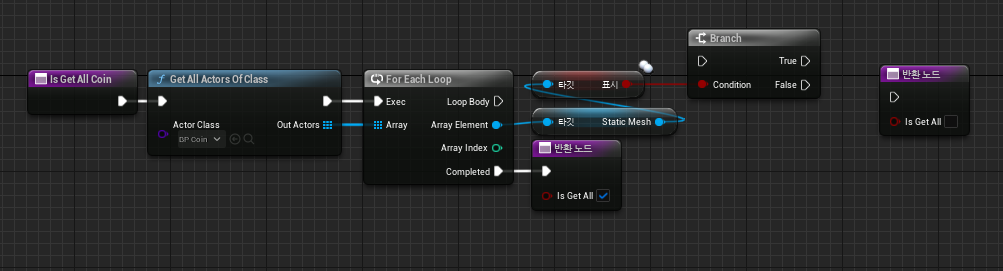 Is Get All Coin
Get All Actors Of Class
Actor Class
BP Coin
Out Actors
For Each Loop
Exec
Loop Body
Array
Array Element
Array Index
Completed
타깃
표시
타깃
Static Mesh
반환 노드
Is Get All
Branch
True
Condition
False
반환 노드
Is Get All